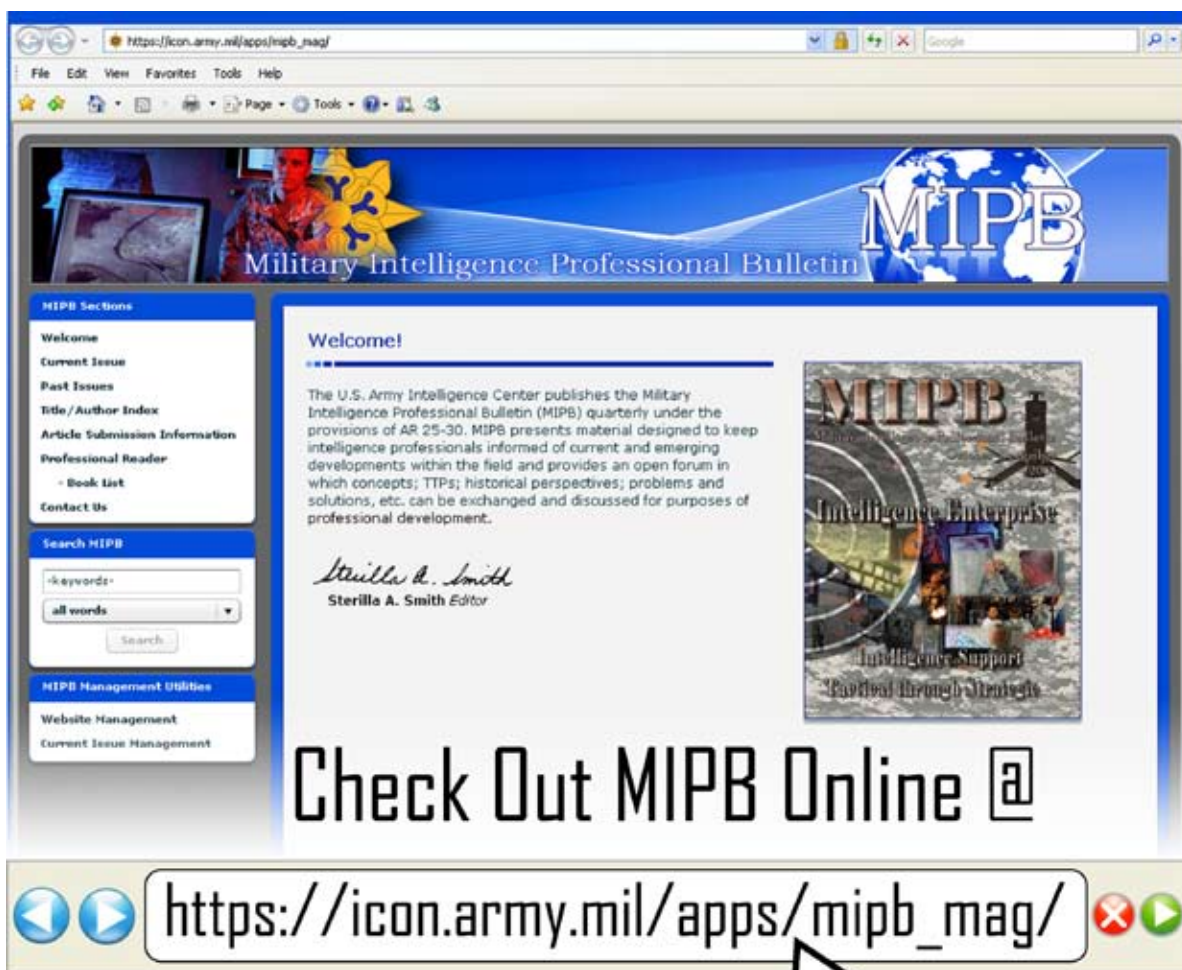 https://icon.army.mil/apps/mipb_mag/
Google
File Edit View Favorites Tools Help
Page Tools
MIPB
Military Intelligence Professional Bulletin
MIPB Sections
Welcome
Current Issue
Past Issues
Title/Author Index
Article Submission Information
Professional Reader
- Book List
Contact Us
Search MIPB
-keywords-
all words
Search
MIPB Management Utilities
Website Management
Current Issue Management
Welcome!
The U.S. Army Intelligence Center publishes the Military
Intelligence Professional Bulletin (MIPB) quarterly under the
provisions of AR 25-30. MIPB presents material designed to keep
intelligence professionals informed of current and emerging
developments within the field and provides an open forum in
which concepts; TTPs; historical perspectives; problems and
solutions, etc. can be exchanged and discussed for purposes of
professional development.
Sterilla A. Smith
Sterilla A. Smith Editor
MIPB
Military Intelligence Professional Bulletin
Intelligence Enterprise
Intelligence Support
Tactical through Strategic
Check Out MIPB Online @
https://icon.army.mil/apps/mipb_mag/